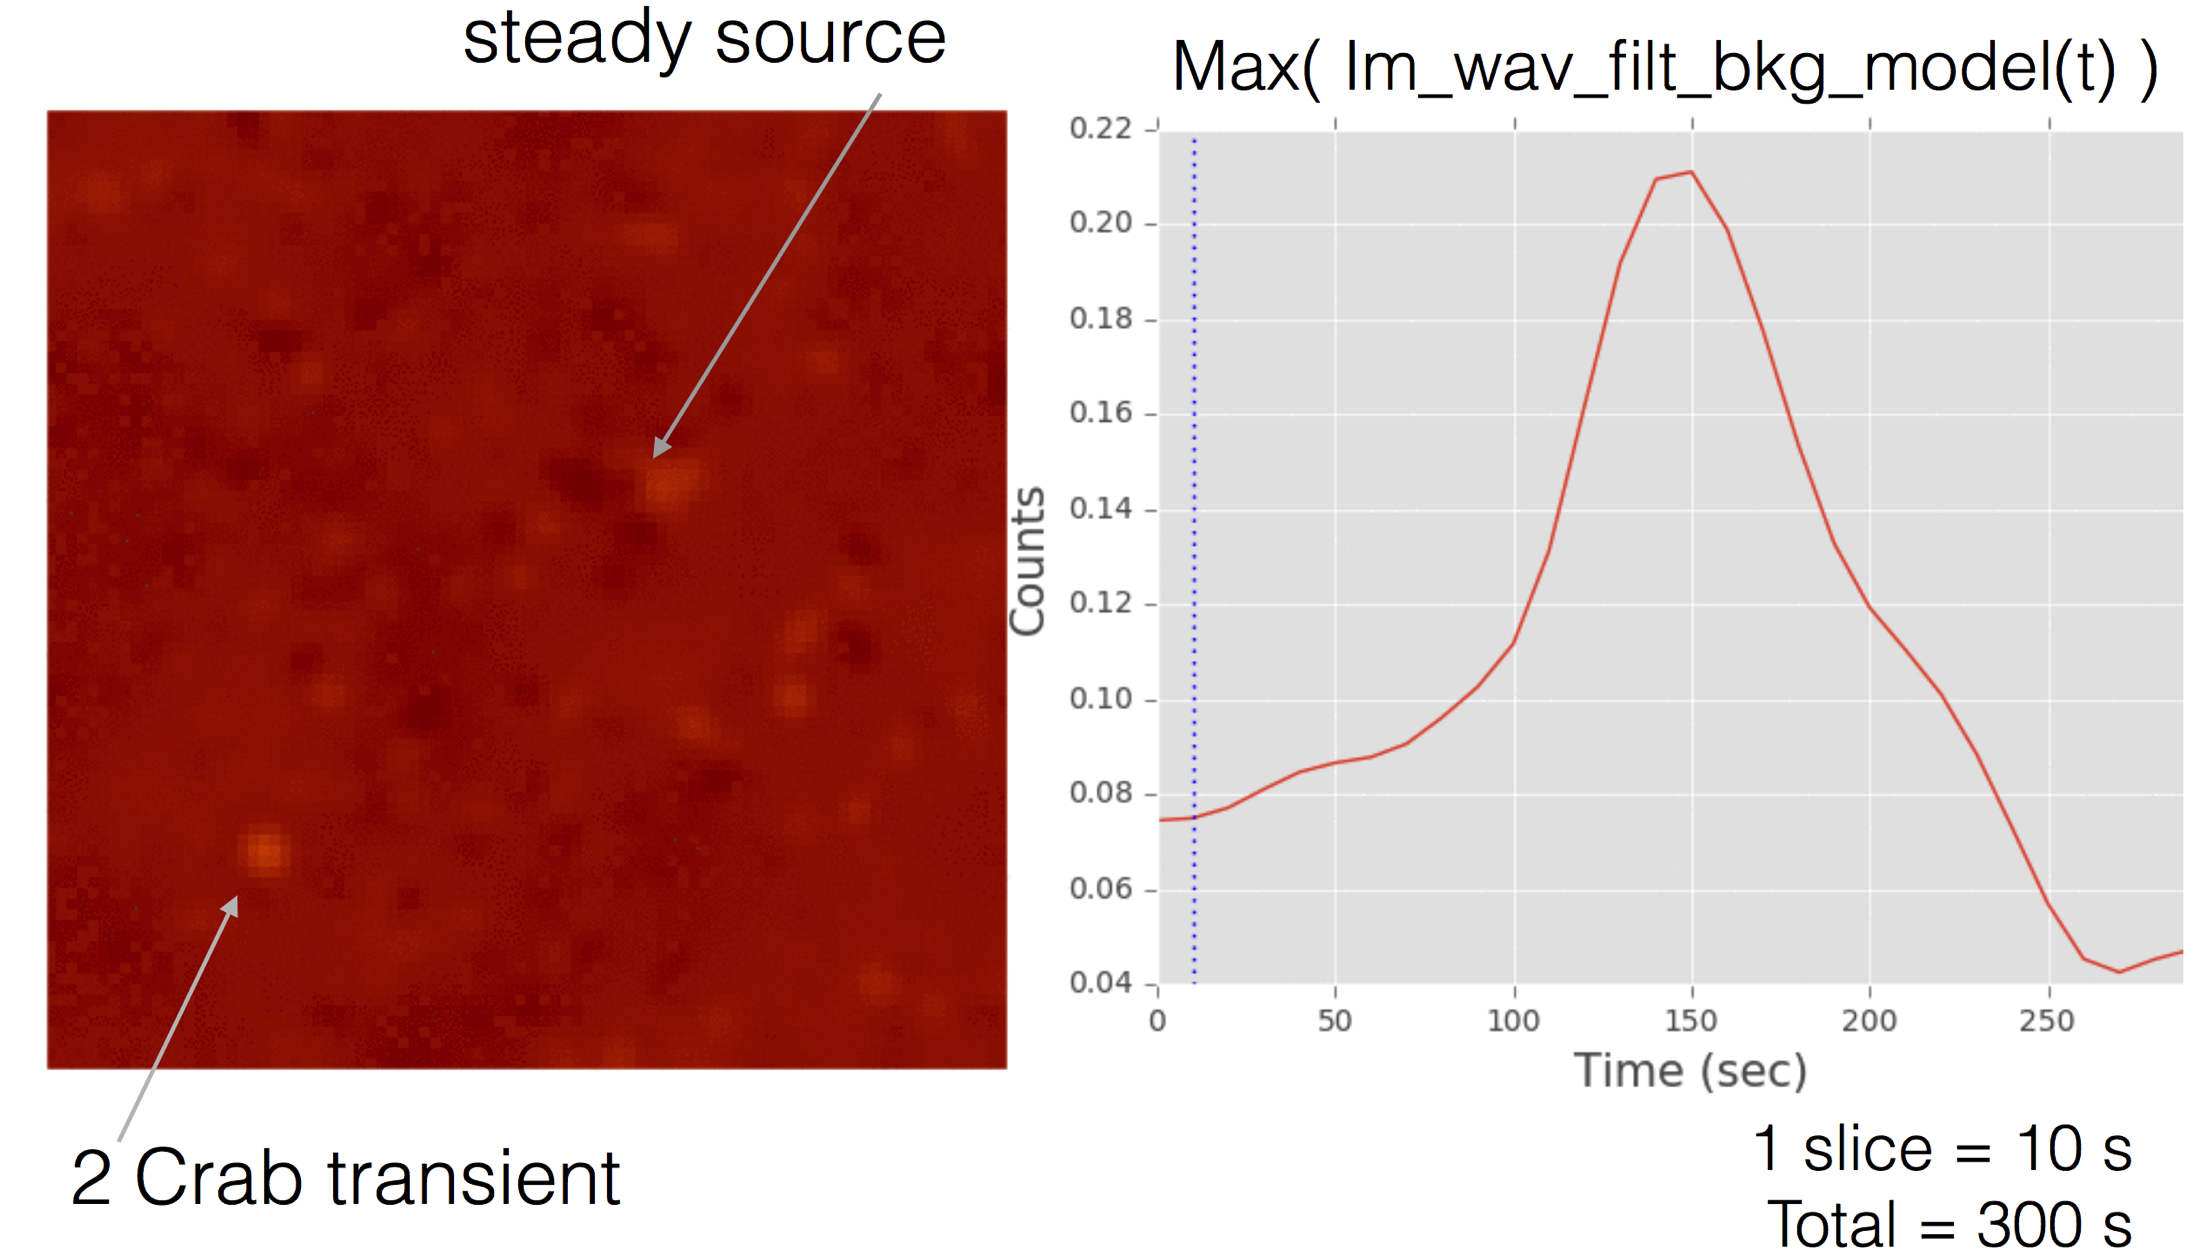 steady source
Max( Im_wav_filt_bkg_model(t) )
0.22
0.20
0.18
0.16
0.14
0.12
0.10
0.08
0.06
0.04
Counts
0 50 100 150 200 250
Time (sec)
2 Crab transient
1 slice = 10 s
Total = 300 s